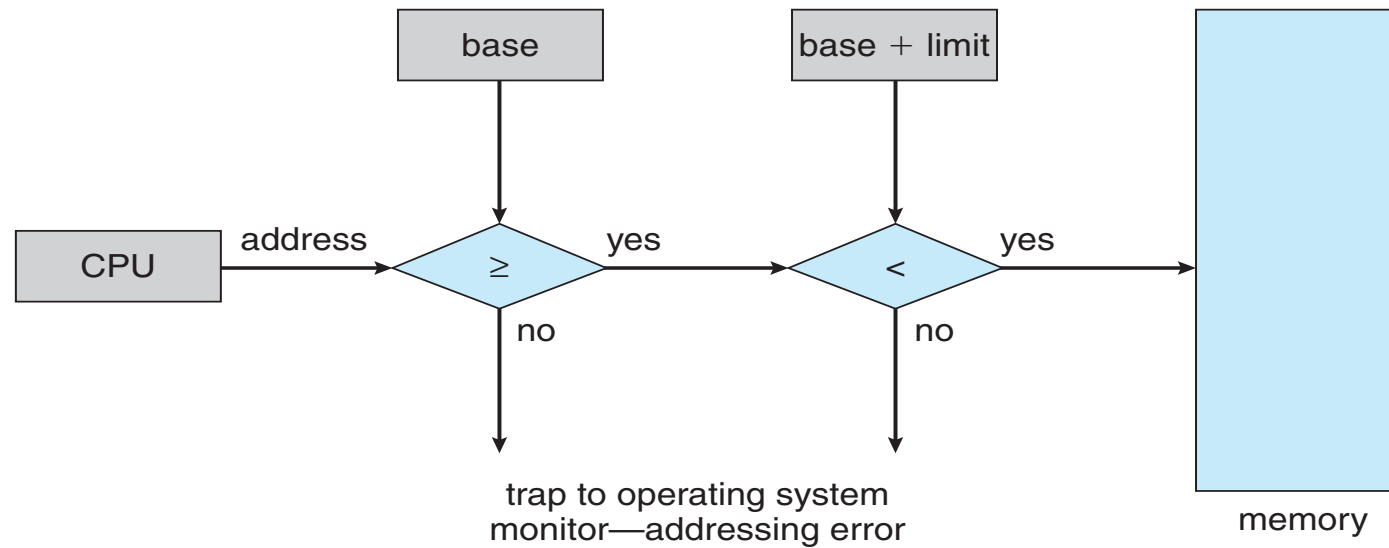 base
base + limit
CPU
address
≥
yes
<
yes
no
no
trap to operating system
monitor—addressing error
memory